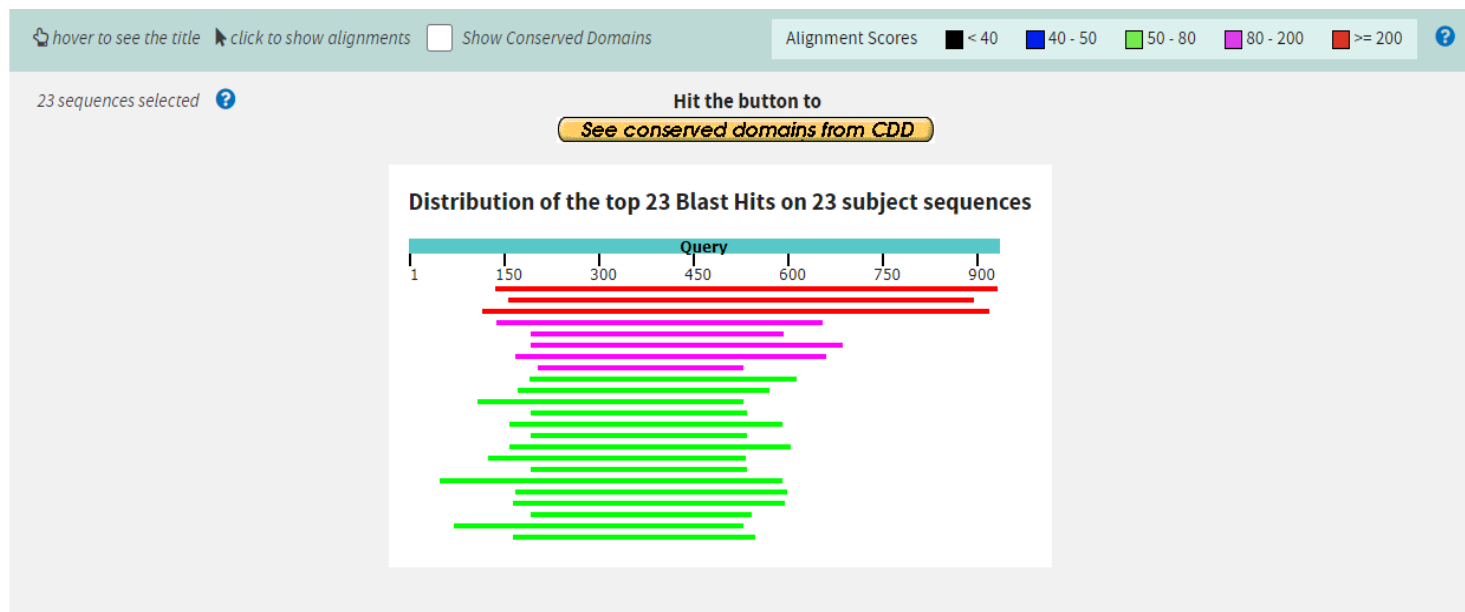 hover to see the title click to show alignments Show Conserved Domains Alignment Scores < 40 40 - 50 50 - 80 80 - 200 >= 200 ?
23 sequences selected ?
Hit the button to
See conserved domains from CDD
Distribution of the top 23 Blast Hits on 23 subject sequences
Query
1 150 300 450 600 750 900